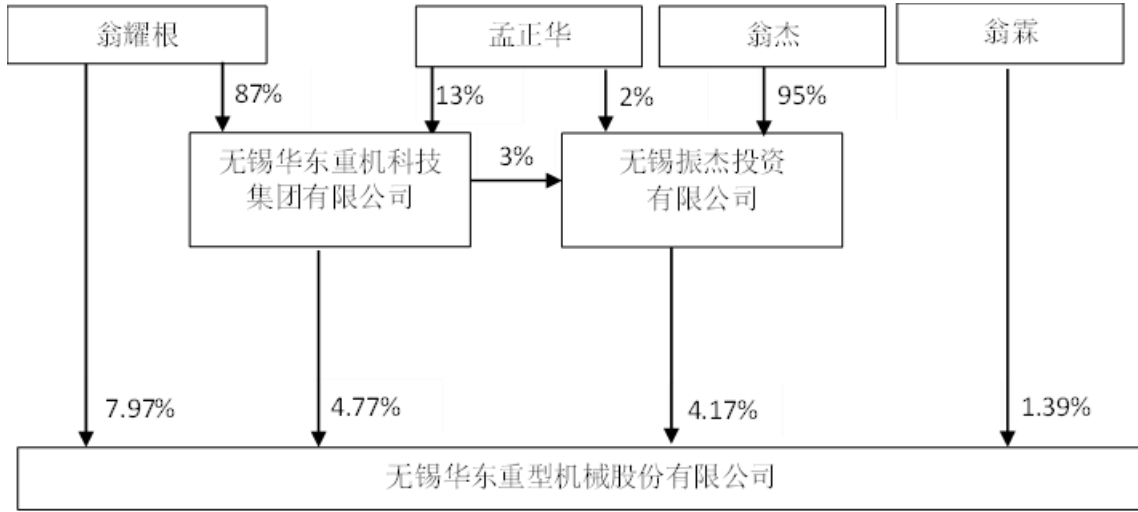 翁耀根
孟正华
翁杰
翁霖
87%
13%
2%
95%
无锡华东重机科技
集团有限公司
3%
无锡振杰投资
有限公司
7.97%
4.77%
4.17%
1.39%
无锡华东重型机械股份有限公司